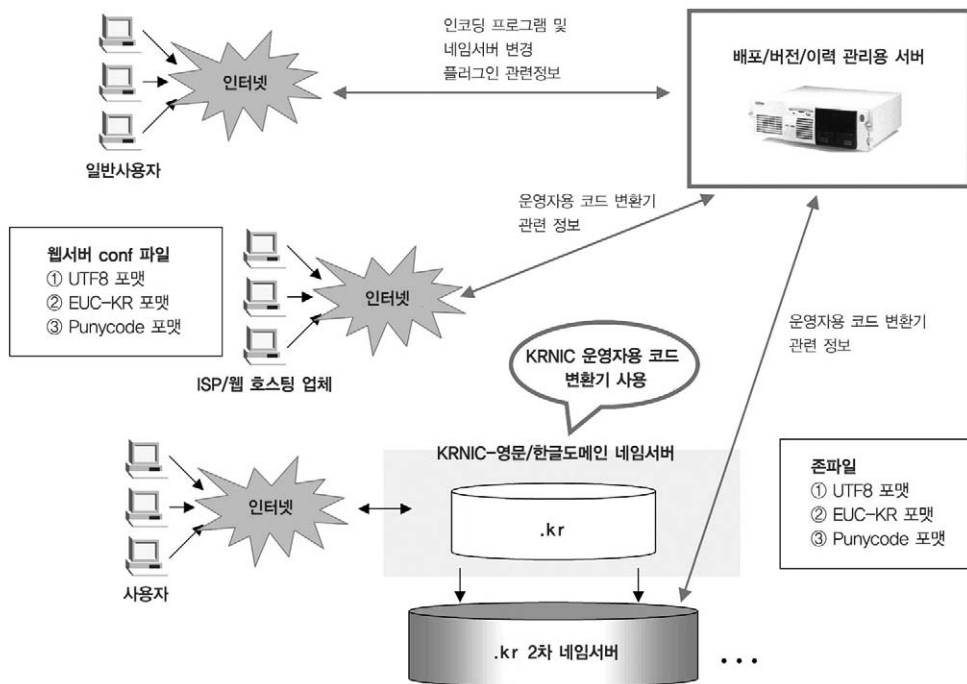 인코딩 프로그램 및
네임서버 변경
플러그인 관련정보
배포/버전/이력 관리용 서버
인터넷
일반사용자
운영자용 코드 변환기
관련 정보
웹서버 conf 파일
① UTF8 포맷
② EUC-KR 포맷
③ Punycode 포맷
인터넷
ISP/웹 호스팅 업체
운영자용 코드 변환기
관련 정보
KRNIC 운영자용 코드
변환기 사용
KRNIC-영문/한글도메인 네임서버
존파일
① UTF8 포맷
② EUC-KR 포맷
③ Punycode 포맷
인터넷
.kr
사용자
.kr 2차 네임서버
...